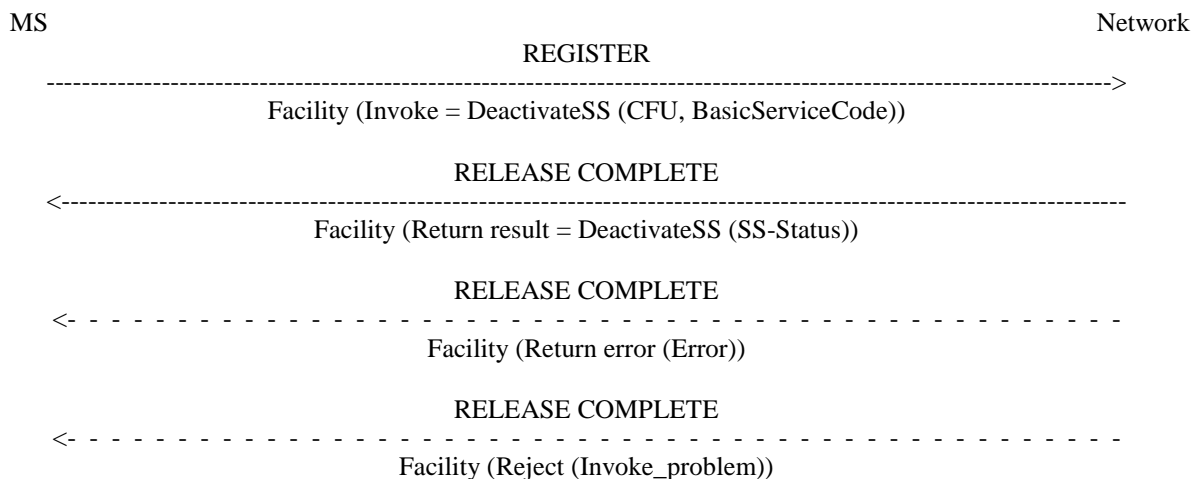 MS Network
REGISTER
Facility (Invoke = DeactivateSS (CFU, BasicServiceCode))
RELEASE COMPLETE
Facility (Return result = DeactivateSS (SS-Status))
RELEASE COMPLETE
Facility (Return error (Error))
RELEASE COMPLETE
Facility (Reject (Invoke_problem))